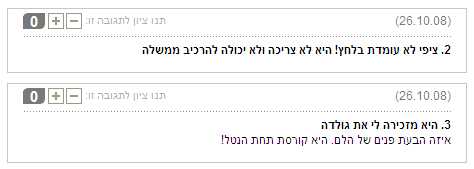 (26.10.08) תנו ציון לתגובה זו: 0
2. ציפי לא עומדת בלחץ! היא לא צריכה ולא יכולה להרכיב ממשלה
(26.10.08) תנו ציון לתגובה זו: 0
3. היא מזכירה לי את גולדה
איזה הבעת פנים של הלם. היא קורסת תחת הנטל!